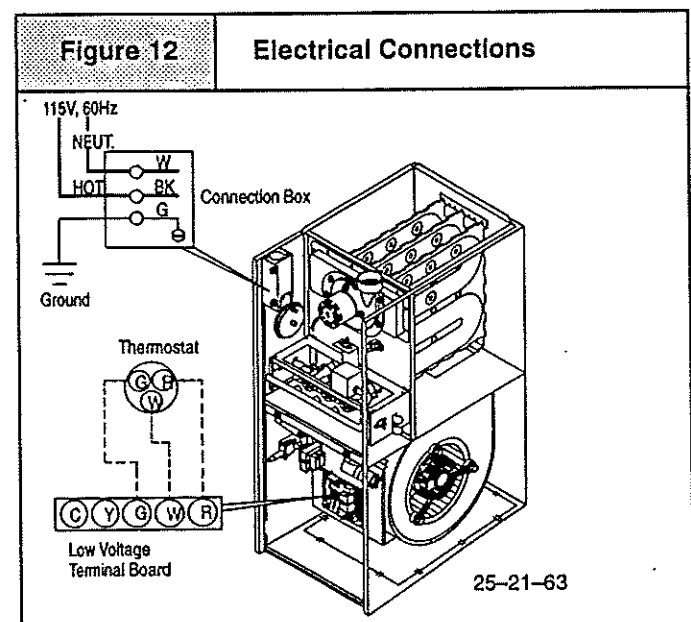 Figure 12
Electrical Connections
115V, 60Hz
NEUT.
W
HOT
BK
Connection Box
G
Ground
Thermostat
G R
W
C Y G W R
Low Voltage
Terminal Board
25–21–63